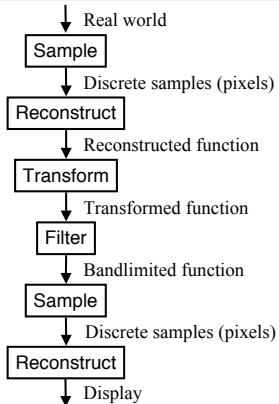 Real world
Sample
Discrete samples (pixels)
Reconstruct
Reconstructed function
Transform
Transformed function
Filter
Bandlimited function
Sample
Discrete samples (pixels)
Reconstruct
Display